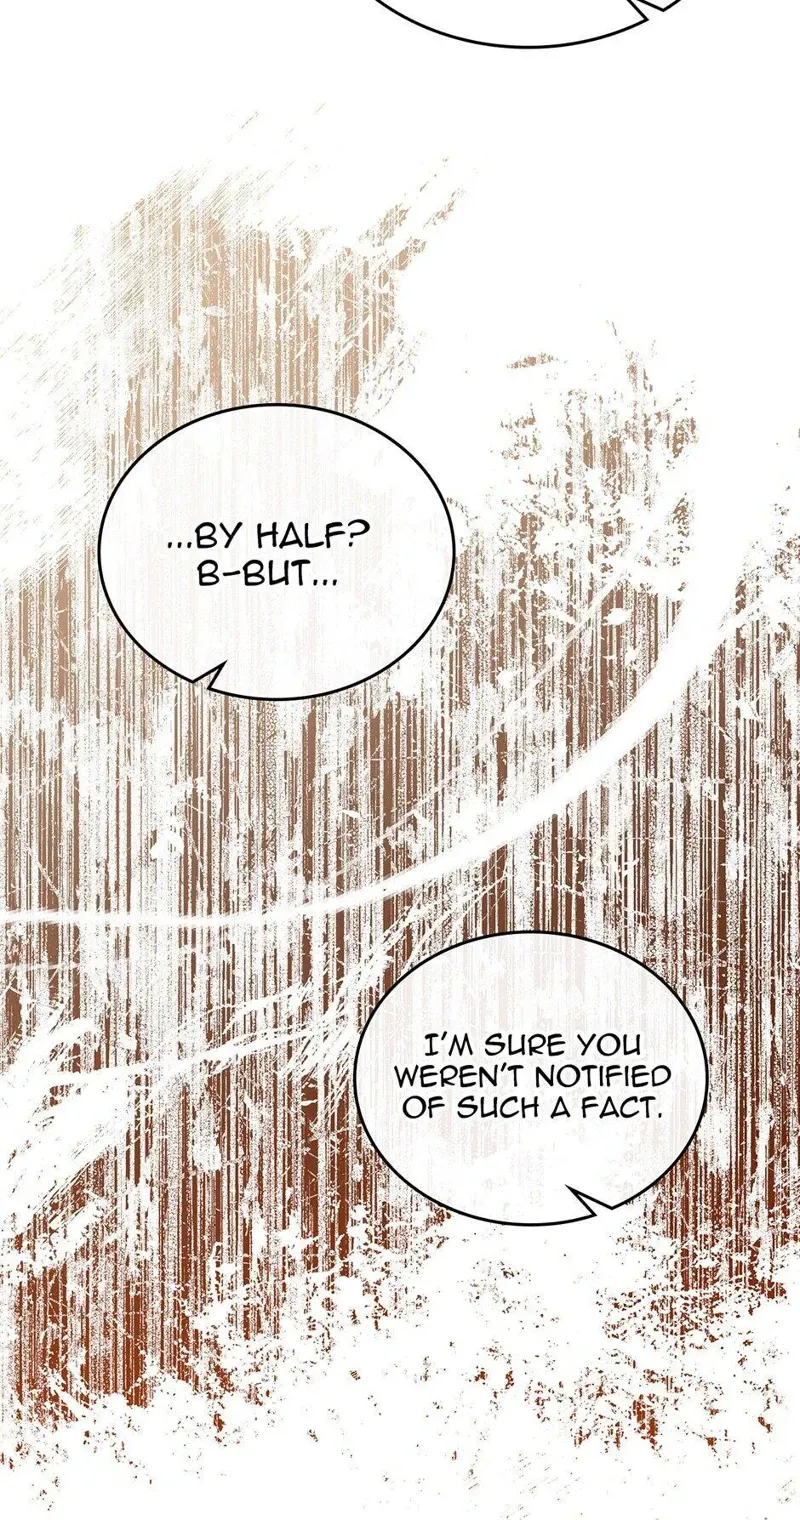 ...BY HALF?
B-BUT...
I'M SURE YOU
WEREN'T NOTIFIED
OF SUCH A FACT.